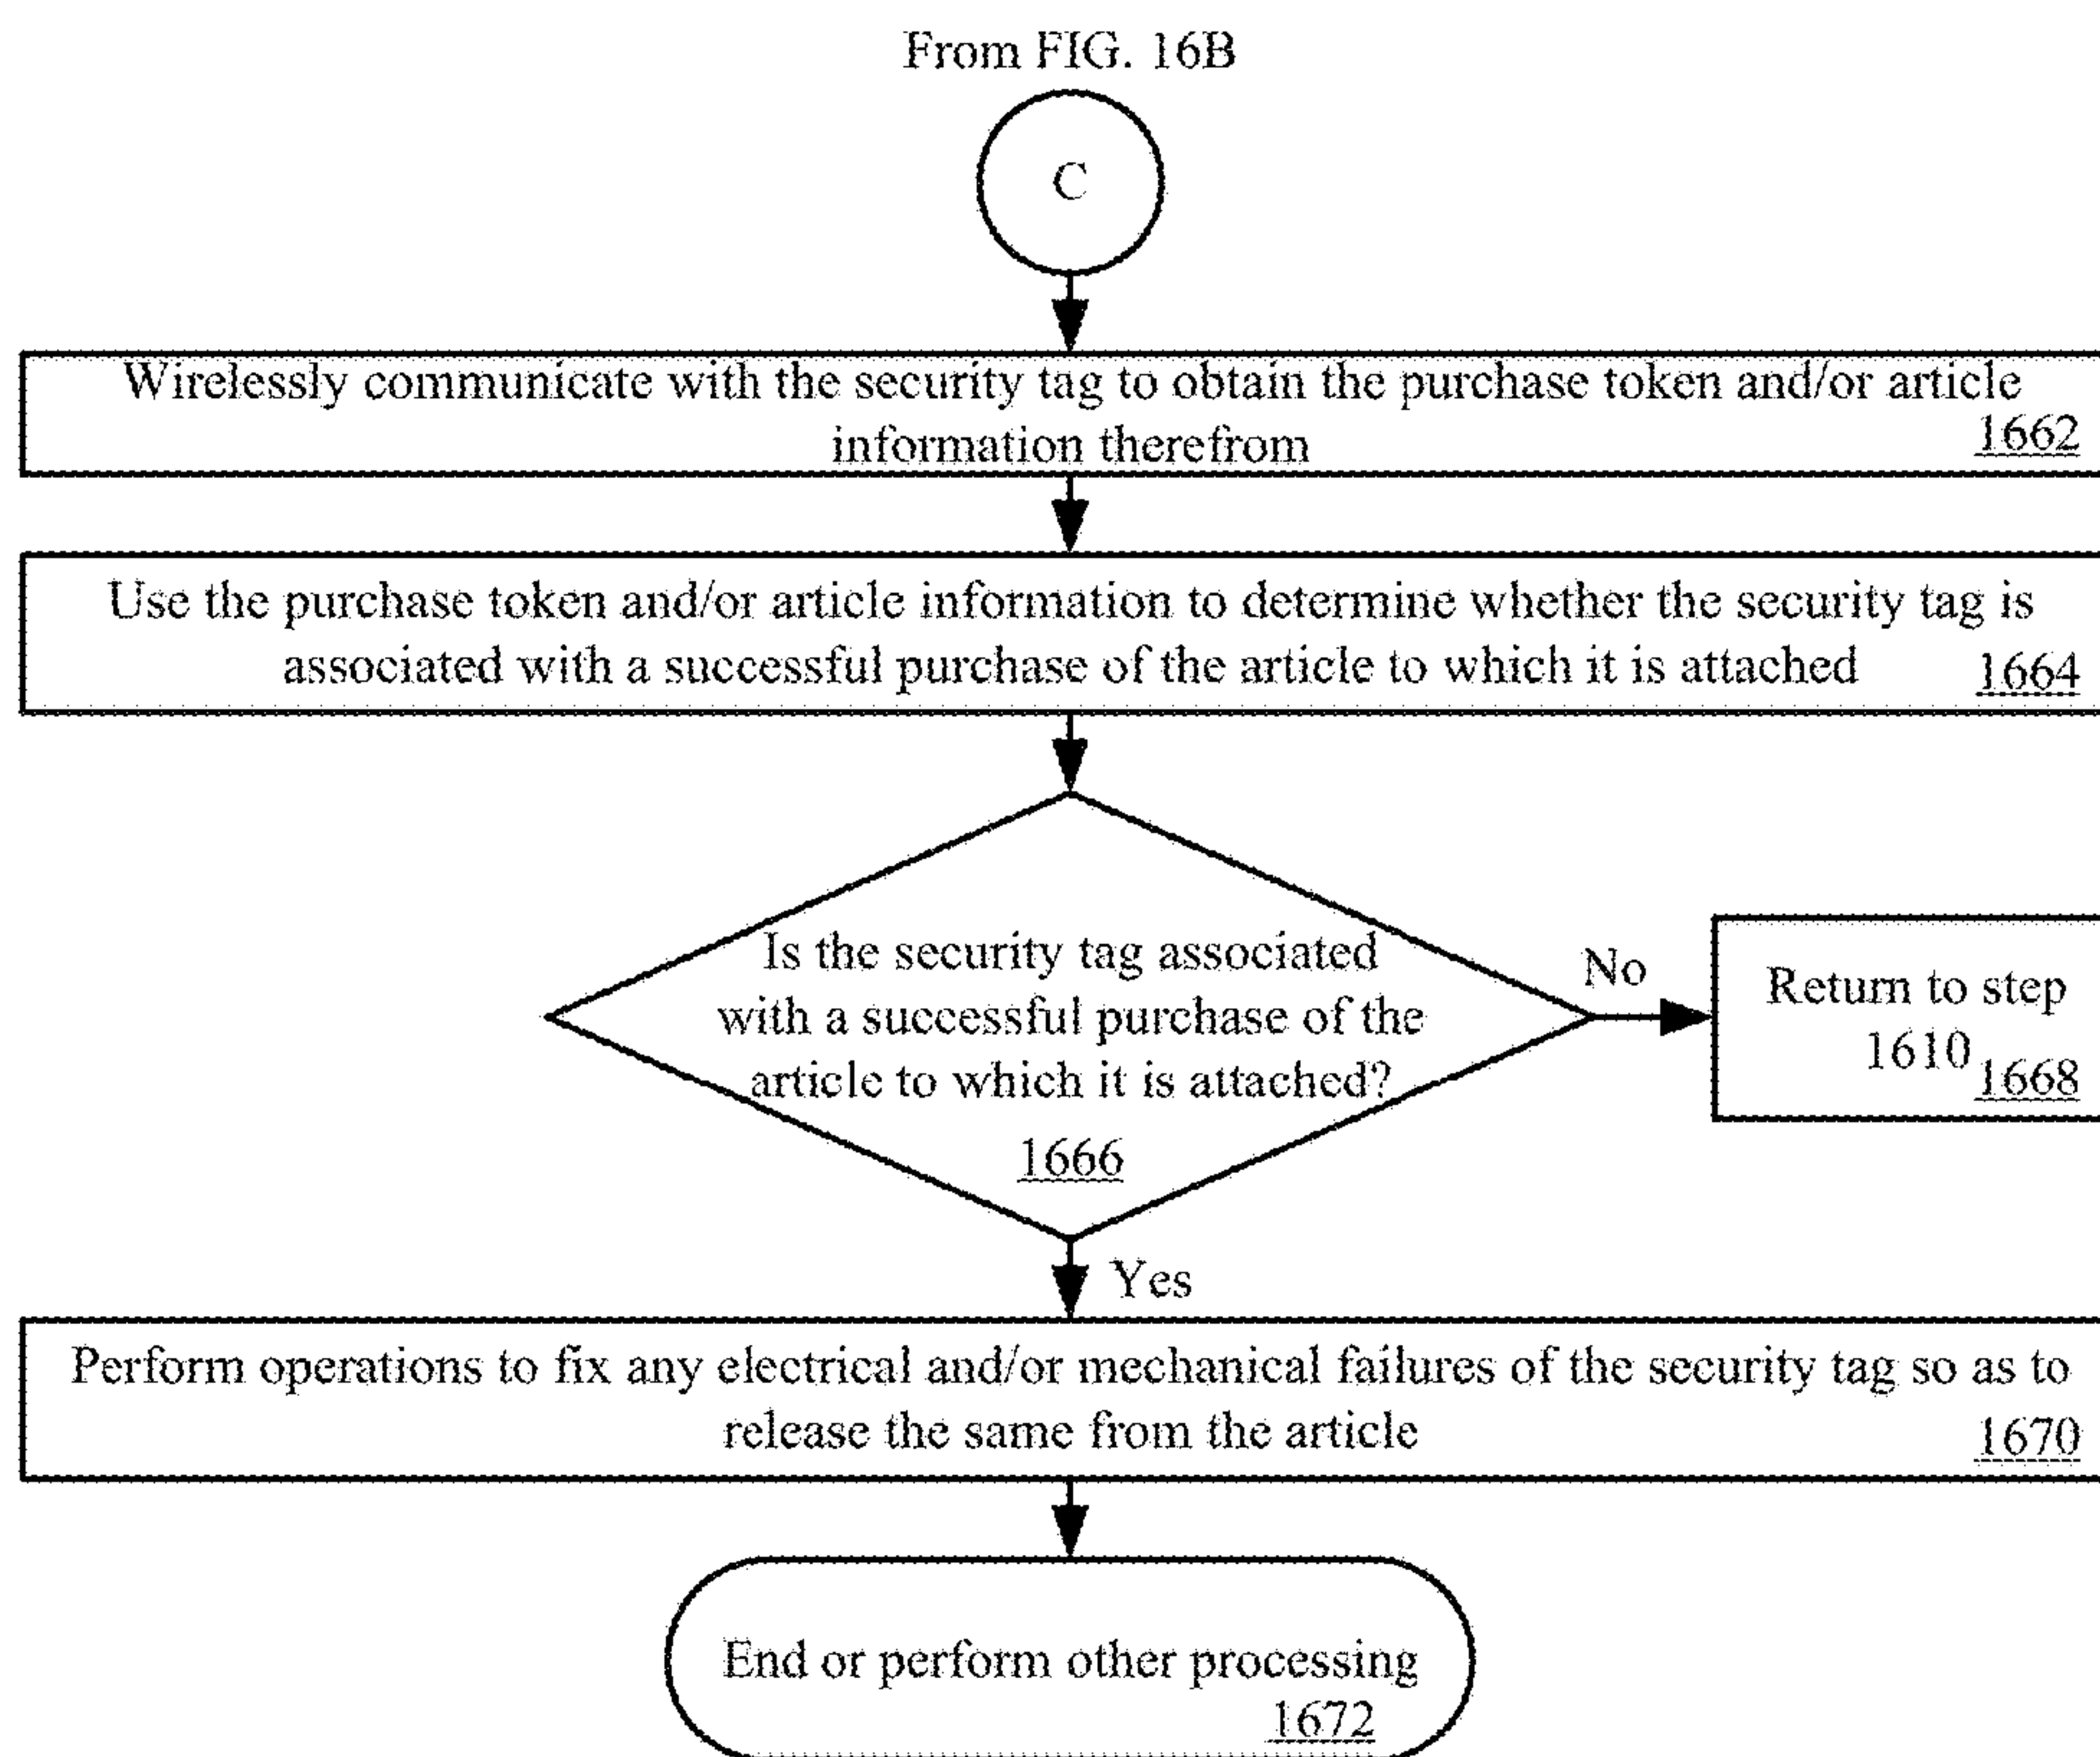 From FIG. 16B
C
Wirelessly communicate with the security tag to obtain the purchase token and/or article
information therefrom
1662
Use the purchase token and/or article information to determine whether the security tag is
associated with a successful purchase of the article to which it is attached
1664
Is the security tag associated
with a successful purchase of the
article to which it is attached?
1666
No
Return to step
1610
1668
Yes
Perform operations to fix any electrical and/or mechanical failures of the security tag so as to
release the same from the article
1670
End or perform other processing
1672